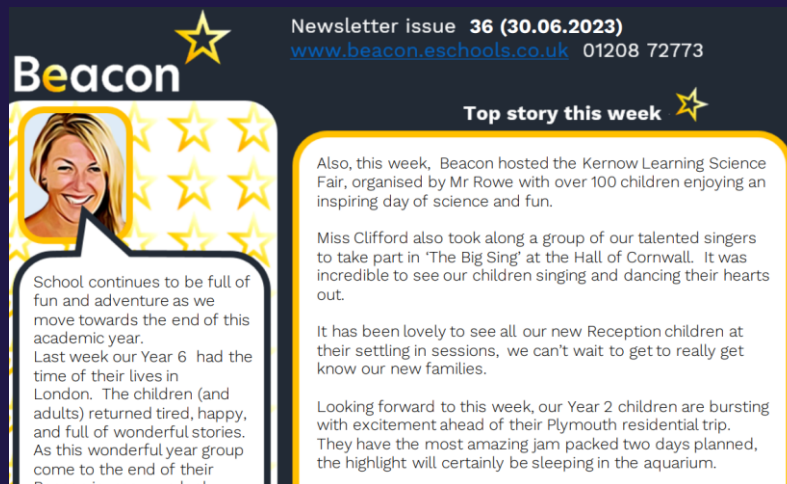 Beacon
Newsletter issue 36 (30.06.2023)
www.beacon.eschools.co.uk 01208 72773
Top story this week
School continues to be full of
fun and adventure as we
move towards the end of this
academic year.
Last week our Year 6 had the
time of their lives in
London. The children (and
adults) returned tired, happy,
and full of wonderful stories.
As this wonderful year group
come to the end of their
Also, this week, Beacon hosted the Kernow Learning Science
Fair, organised by Mr Rowe with over 100 children enjoying an
inspiring day of science and fun.
Miss Clifford also took along a group of our talented singers
to take part in ‘The Big Sing’ at the Hall of Cornwall. It was
incredible to see our children singing and dancing their hearts
out.
It has been lovely to see all our new Reception children at
their settling in sessions, we can’t wait to get to really get
know our new families.
Looking forward to this week, our Year 2 children are bursting
with excitement ahead of their Plymouth residential trip.
They have the most amazing jam packed two days planned,
the highlight will certainly be sleeping in the aquarium.